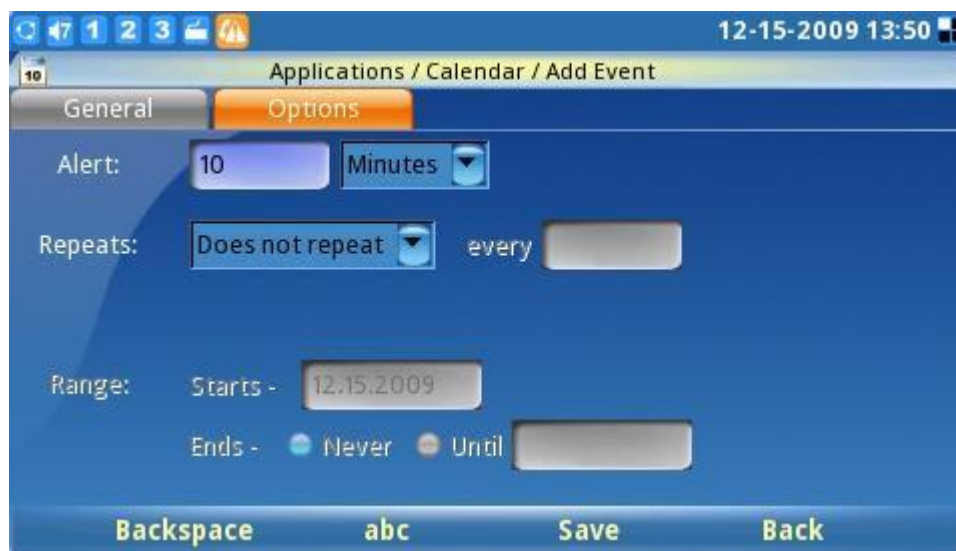 7 1 2 3 12-15-2009 13:50
10 Applications / Calendar / Add Event
General Options
Alert: 10 Minutes
Repeats: Does not repeat every
Range: Starts - 12.15.2009
Ends - Never Until
Backspace abc Save Back